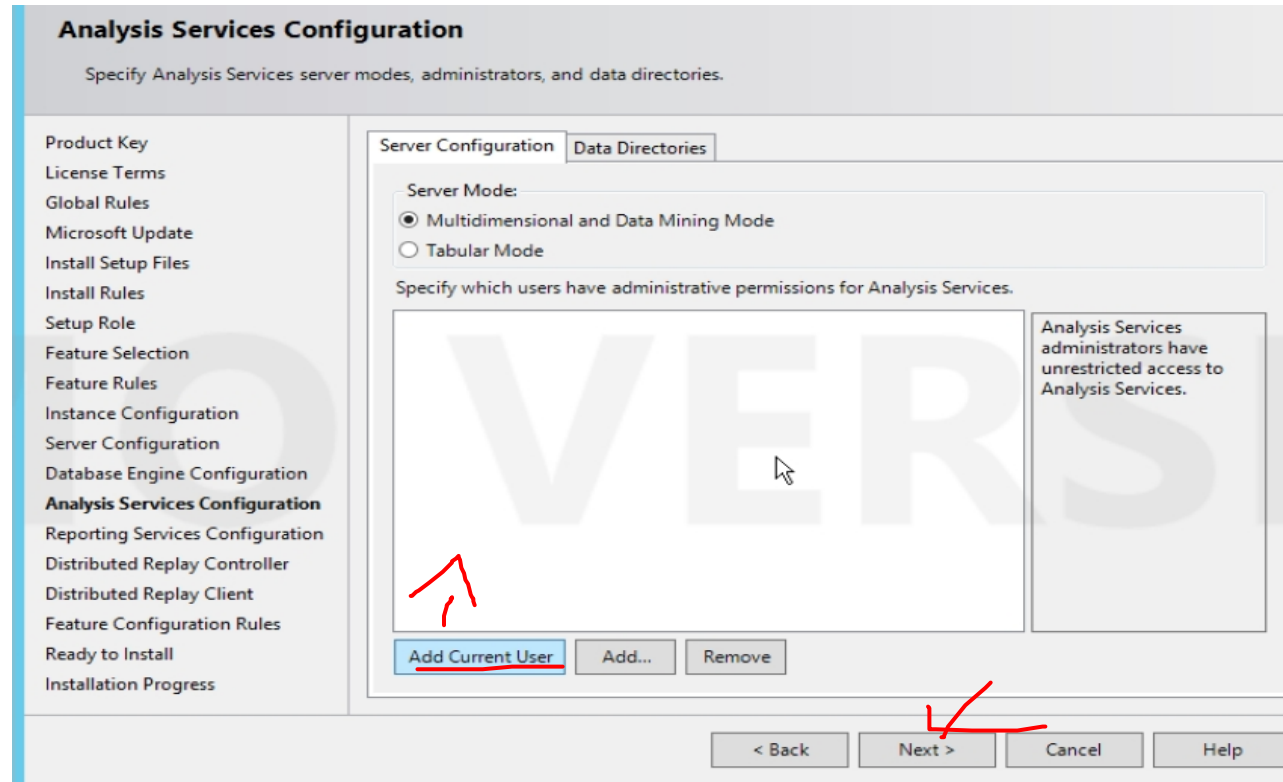 Analysis Services Configuration
Specify Analysis Services server modes, administrators, and data directories.
Product Key
License Terms
Global Rules
Microsoft Update
Install Setup Files
Install Rules
Setup Role
Feature Selection
Feature Rules
Instance Configuration
Server Configuration
Database Engine Configuration
Analysis Services Configuration
Reporting Services Configuration
Distributed Replay Controller
Distributed Replay Client
Feature Configuration Rules
Ready to Install
Installation Progress
Server Configuration Data Directories
Server Mode:
Multidimensional and Data Mining Mode
Tabular Mode
Specify which users have administrative permissions for Analysis Services.
Analysis Services
administrators have
unrestricted access to
Analysis Services.
Add Current User Add... Remove
< Back Next > Cancel Help